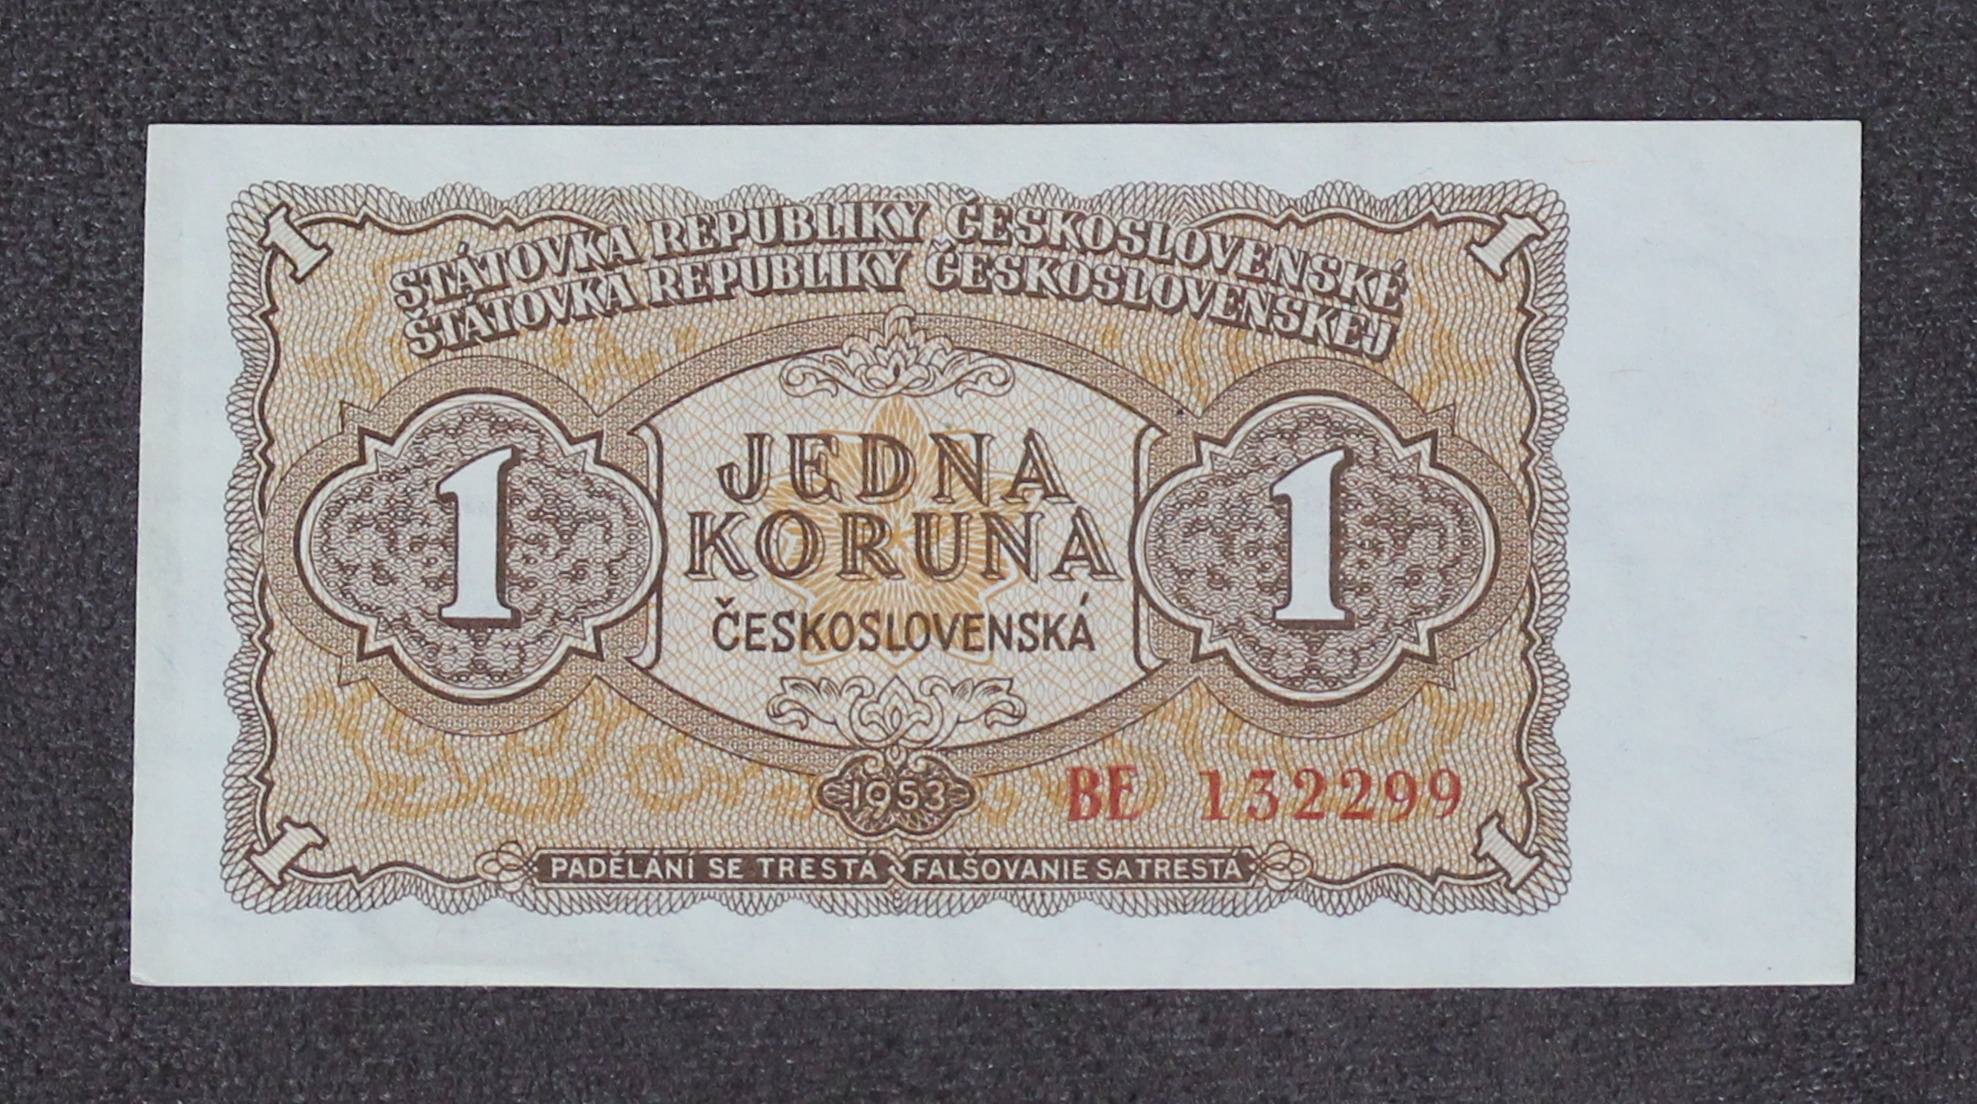 1 1
STÁTOVKA REPUBLIKY ČESKOSLOVENSKÉ
ŠTÁTOVKA REPUBLIKY ČESKOSLOVENSKEJ
1 1
JEDNA
KORUNA
ČESKOSLOVENSKÁ
1953
BE 132299
1 1
PADĚLÁNÍ SE TRESTÁ FALŠOVANIE SA TRESTÁ